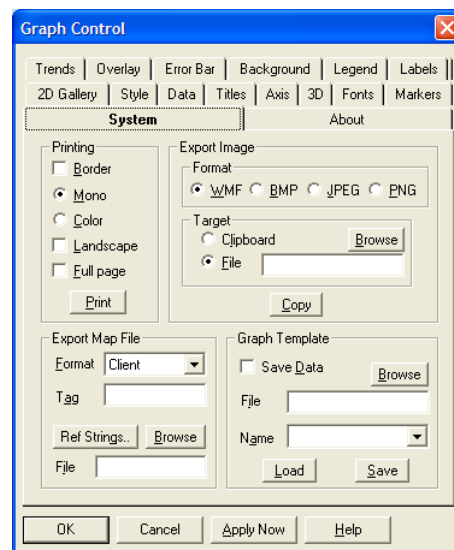 Graph Control
Trends Overlay Error Bar Background Legend Labels
2D Gallery Style Data Titles Axis 3D Fonts Markers
System About
Printing
Border
Mono
Color
Landscape
Full page
Print
Export Image
Format
WMF BMP JPEG PNG
Target
Clipboard Browse
File
Copy
Export Map File
Format Client
Tag
Ref Strings.. Browse
File
Graph Template
Save Data Browse
File
Name
Load Save
OK Cancel Apply Now Help